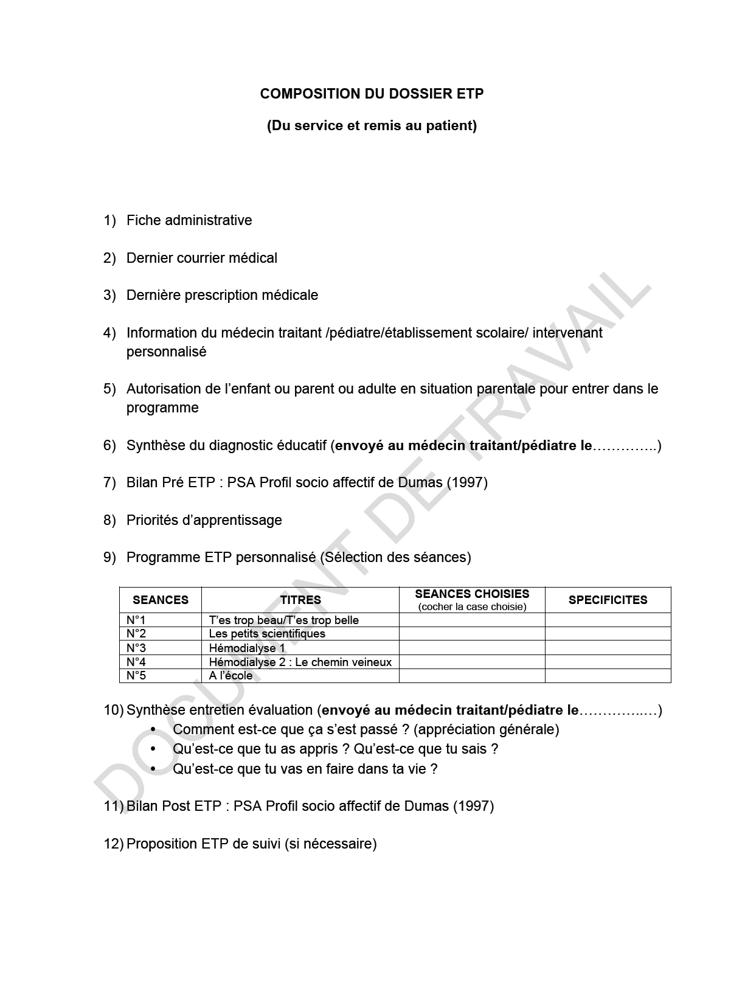 COMPOSITION DU DOSSIER ETP
(Du service et remis au patient)
1) Fiche administrative
2) Dernier courrier médical
3) Dernière prescription médicale
4) Information du médecin traitant /pédiatre/établissement scolaire/ intervenant
personnalisé
5) Autorisation de l’enfant ou parent ou adulte en situation parentale pour entrer dans le
programme
6) Synthèse du diagnostic éducatif (envoyé au médecin traitant/pédiatre le…………..)
7) Bilan Pré ETP : PSA Profil socio affectif de Dumas (1997)
8) Priorités d’apprentissage
9) Programme ETP personnalisé (Sélection des séances)
SEANCES TITRES SEANCES CHOISIES (cocher la case choisie) SPECIFICITES
N°1 T’es trop beau/T’es trop belle
N°2 Les petits scientifiques
N°3 Hémodialyse 1
N°4 Hémodialyse 2 : Le chemin veineux
N°5 A l’école
10) Synthèse entretien évaluation (envoyé au médecin traitant/pédiatre le…………..…)
• Comment est-ce que ça s’est passé ? (appréciation générale)
• Qu’est-ce que tu as appris ? Qu’est-ce que tu sais ?
• Qu’est-ce que tu vas en faire dans ta vie ?
11) Bilan Post ETP : PSA Profil socio affectif de Dumas (1997)
12) Proposition ETP de suivi (si nécessaire)
DOCUMENT DE TRAVAIL